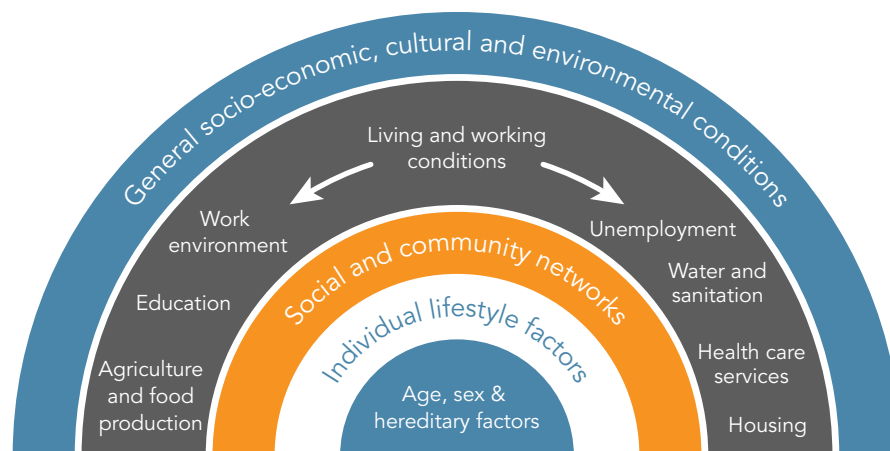 General socio-economic, cultural and environmental conditions
Living and working
conditions
Work
environment
Unemployment
Education
Water and
sanitation
Agriculture
and food
production
Health care
services
Housing
Social and community networks
Individual lifestyle factors
Age, sex &
hereditary factors